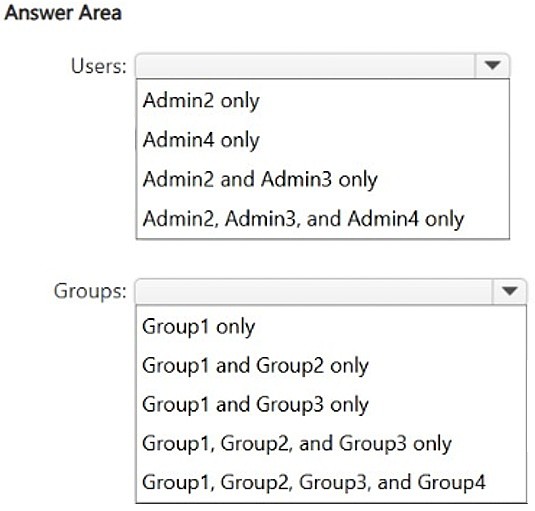 Answer Area
Users:
Admin2 only
Admin4 only
Admin2 and Admin3 only
Admin2, Admin3, and Admin4 only
Groups:
Group1 only
Group1 and Group2 only
Group1 and Group3 only
Group1, Group2, and Group3 only
Group1, Group2, Group3, and Group4